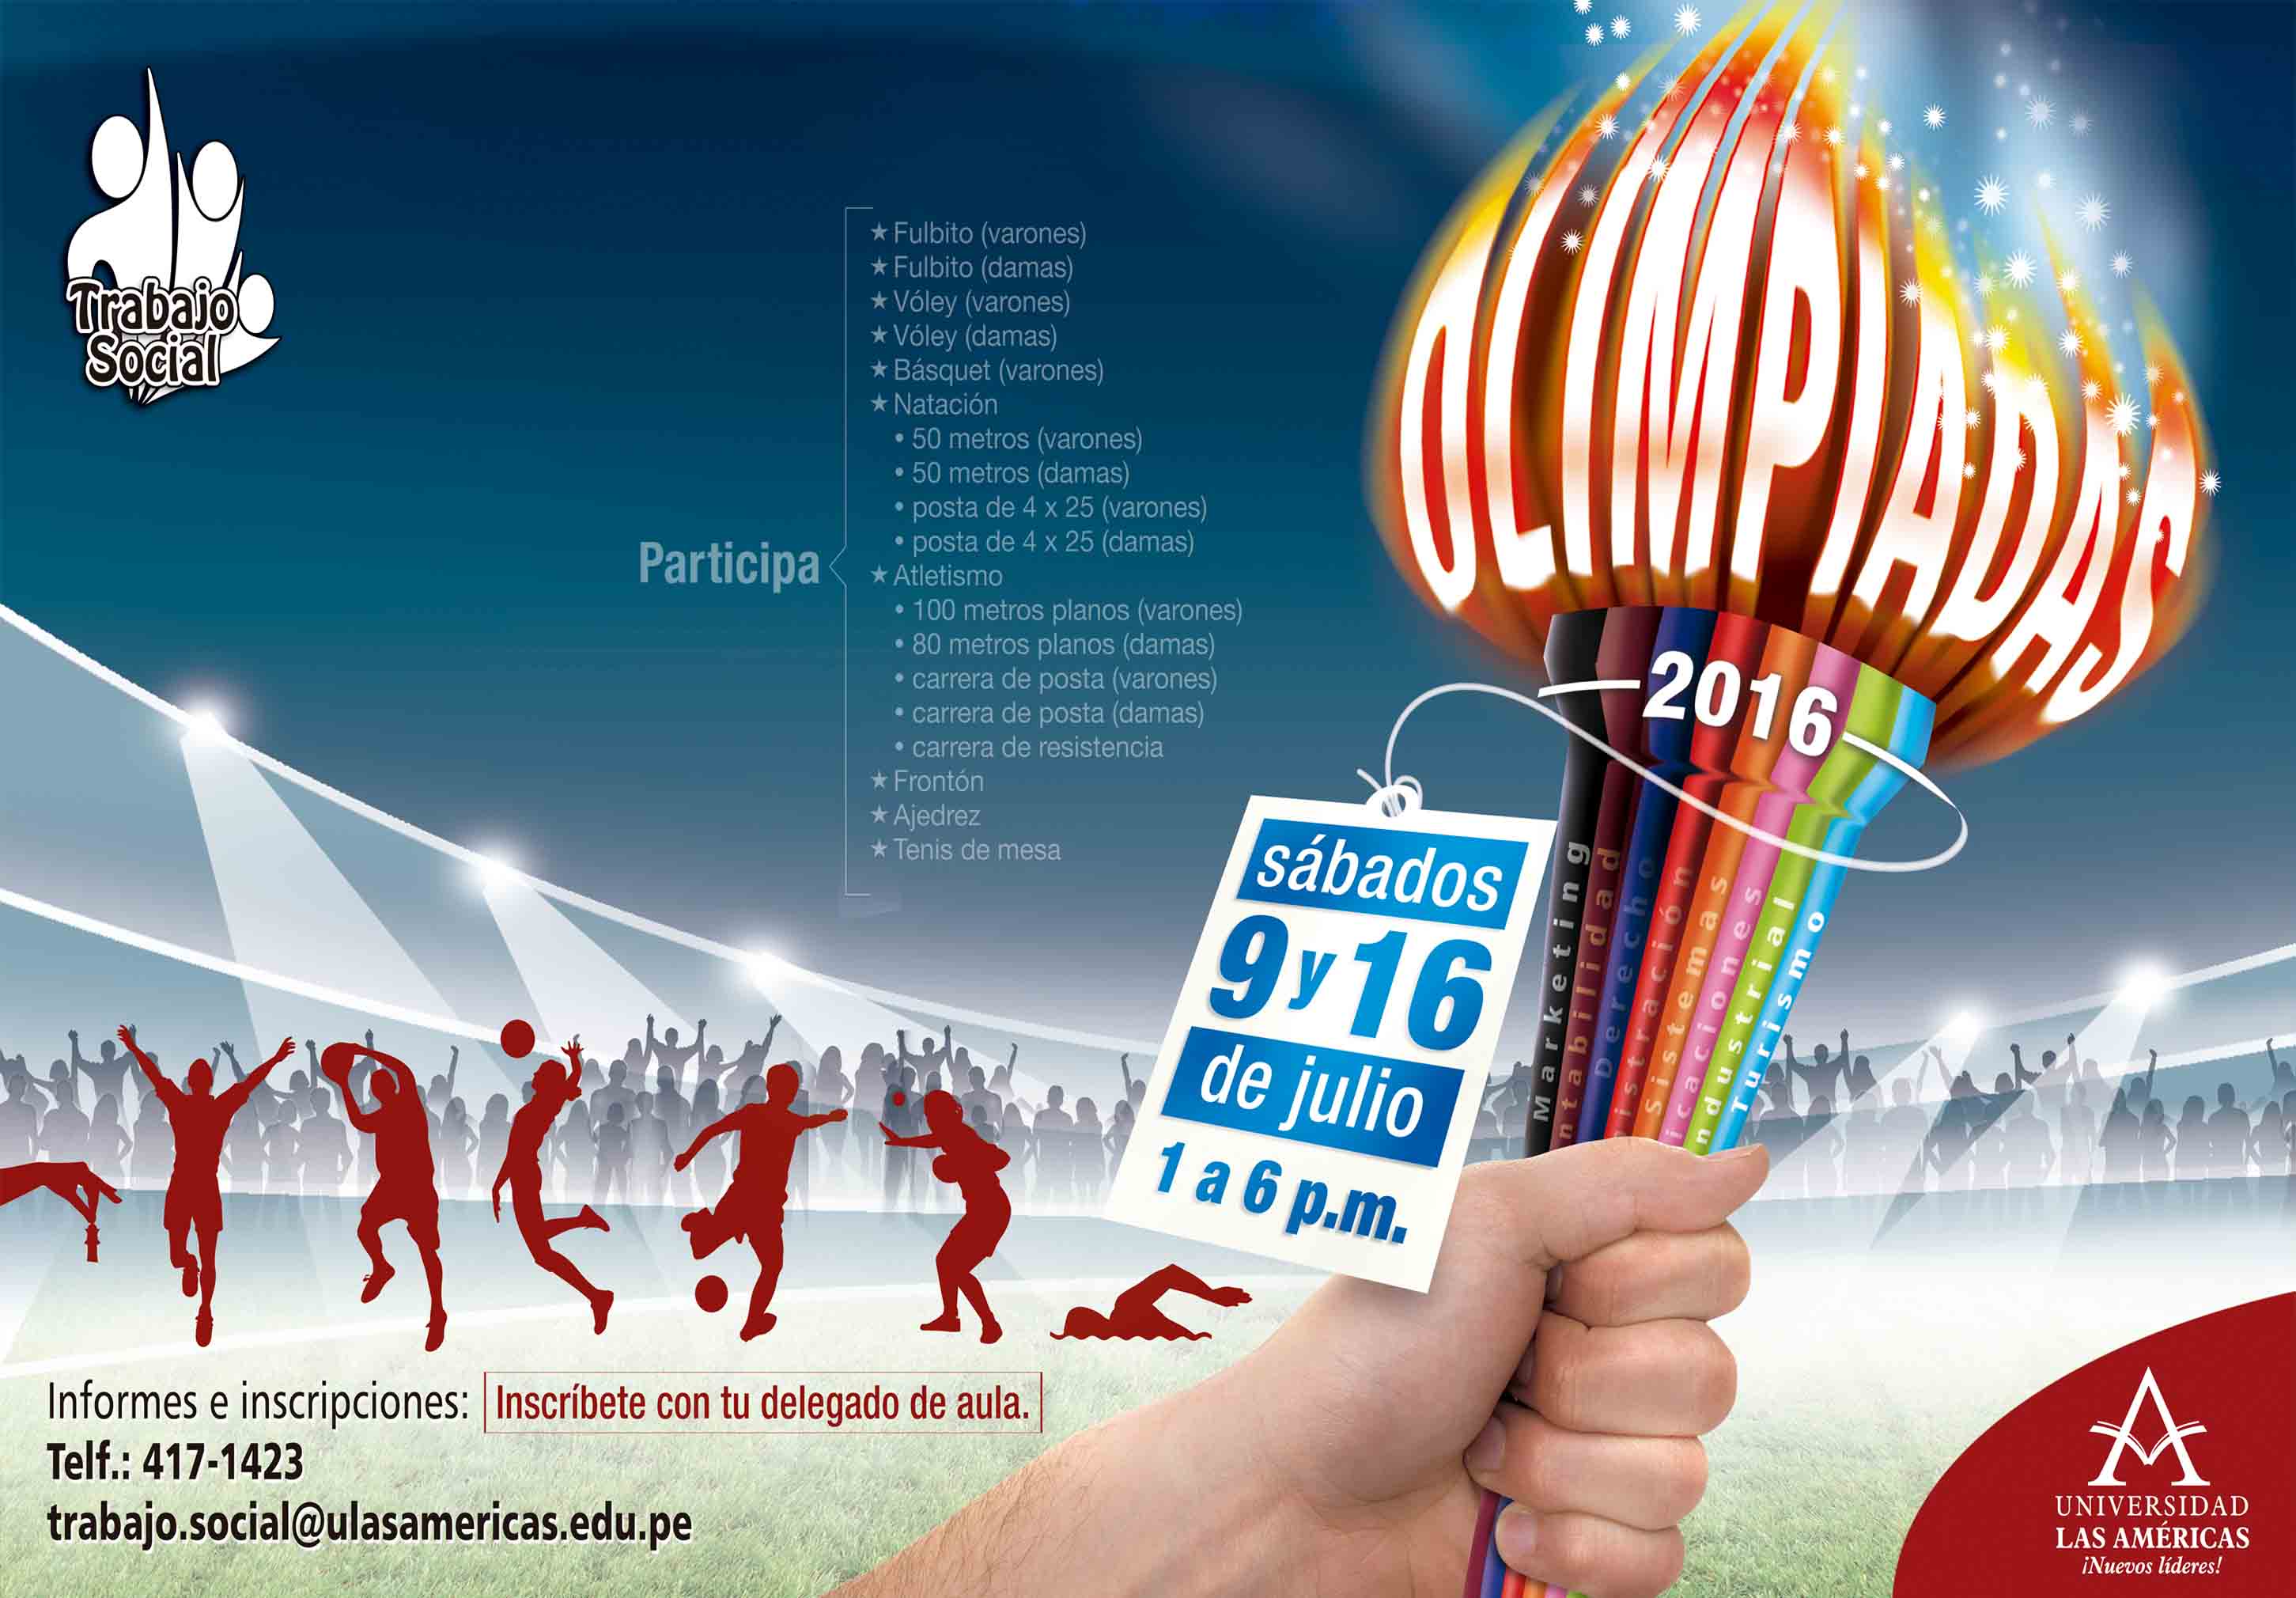 Trabajo
Social
Participa
★ Fulbito (varones)
★ Fulbito (damas)
★ Vóley (varones)
★ Vóley (damas)
★ Básquet (varones)
★ Natación
• 50 metros (varones)
• 50 metros (damas)
• posta de 4 x 25 (varones)
• posta de 4 x 25 (damas)
★ Atletismo
• 100 metros planos (varones)
• 80 metros planos (damas)
• carrera de posta (varones)
• carrera de posta (damas)
• carrera de resistencia
★ Frontón
★ Ajedrez
★ Tenis de mesa
OLIMPIADAS
2016
sábados
9 y 16
de julio
1 a 6 p.m.
Marketing
ntabilidad
Derecho
istración
Sistemas
icaciones
ndustrial
Turismo
Informes e inscripciones: Inscríbete con tu delegado de aula.
Telf.: 417-1423
trabajo.social@ulasamericas.edu.pe
UNIVERSIDAD
LAS AMÉRICAS
¡Nuevos líderes!